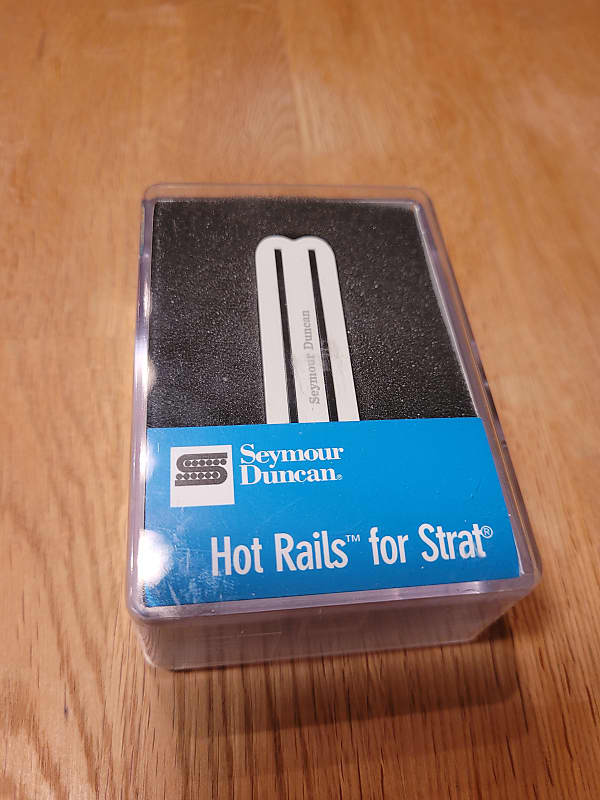 Seymour Duncan
Seymour
Duncan®
Hot Rails™ for Strat®